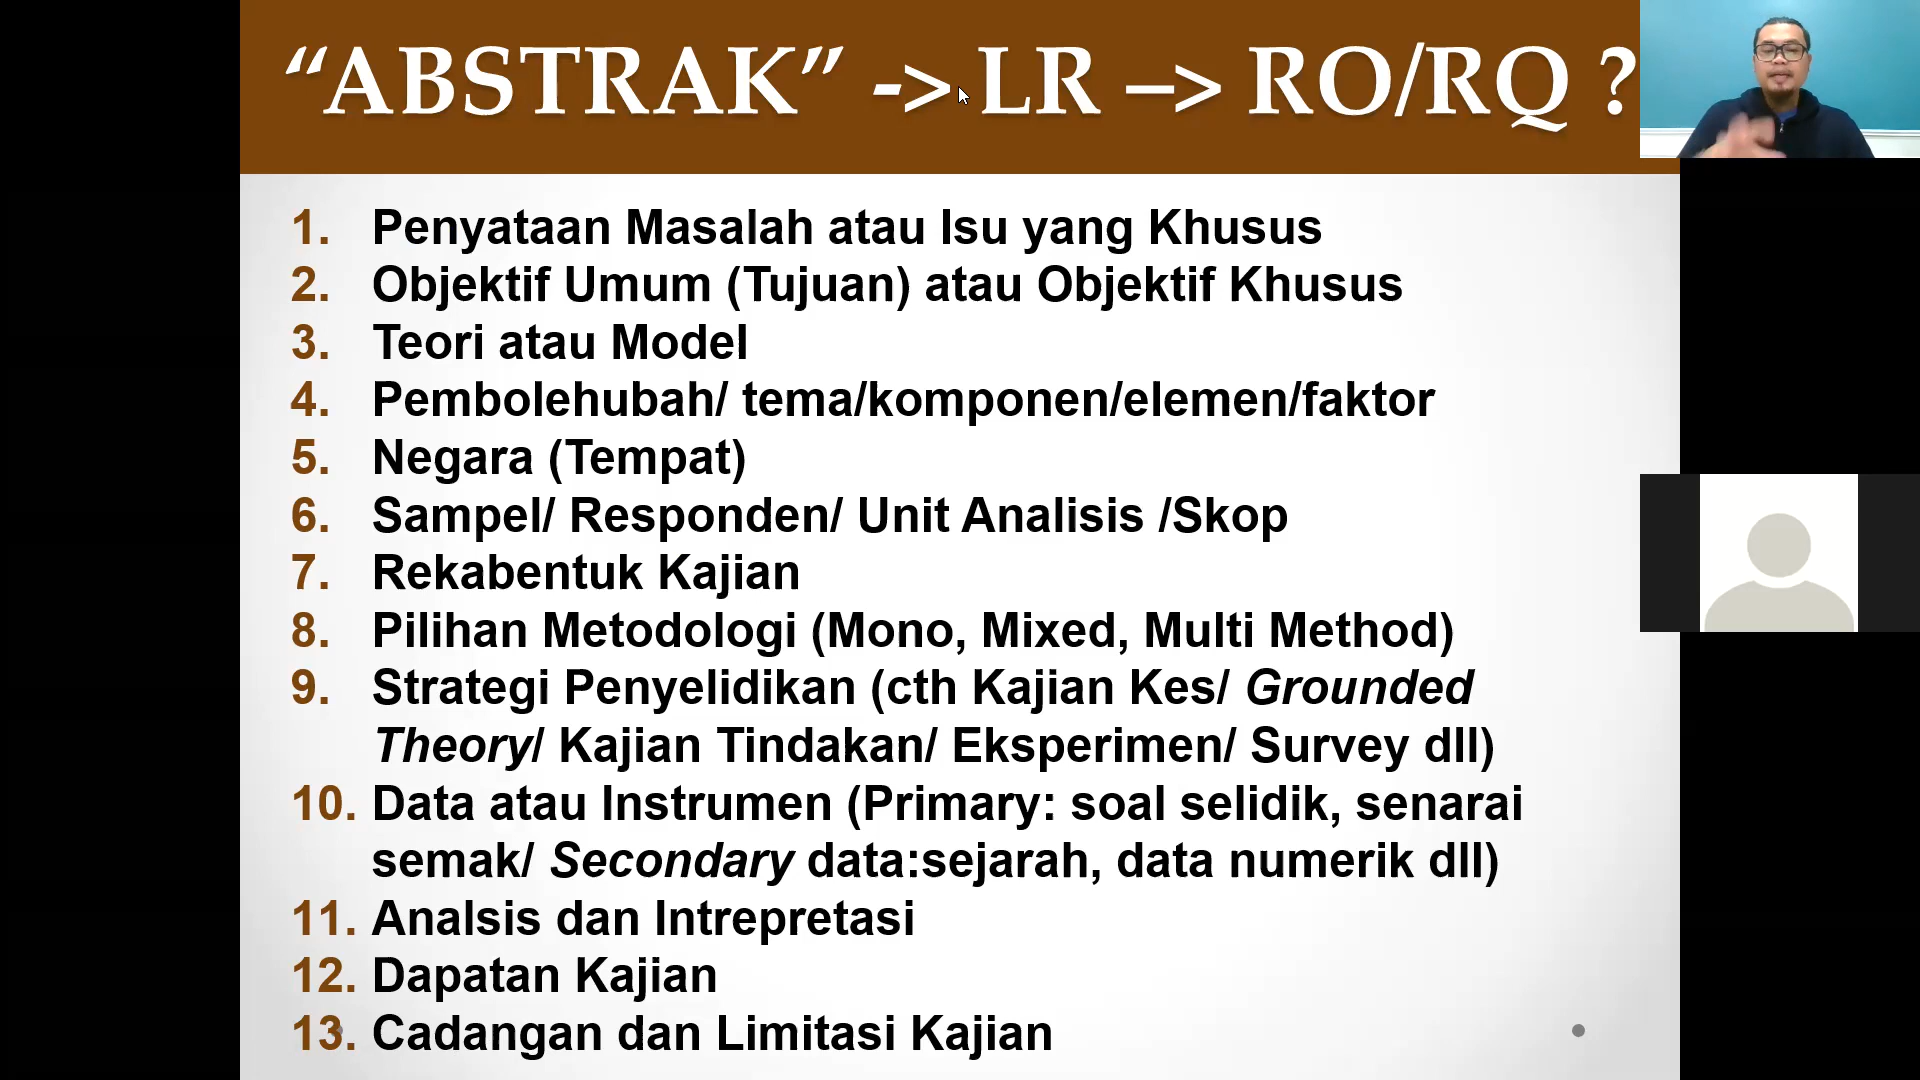 “ABSTRAK” -> LR –> RO/RQ ?
1. Penyataan Masalah atau Isu yang Khusus
2. Objektif Umum (Tujuan) atau Objektif Khusus
3. Teori atau Model
4. Pembolehubah/ tema/komponen/elemen/faktor
5. Negara (Tempat)
6. Sampel/ Responden/ Unit Analisis /Skop
7. Rekabentuk Kajian
8. Pilihan Metodologi (Mono, Mixed, Multi Method)
9. Strategi Penyelidikan (cth Kajian Kes/ Grounded
Theory/ Kajian Tindakan/ Eksperimen/ Survey dll)
10. Data atau Instrumen (Primary: soal selidik, senarai
semak/ Secondary data:sejarah, data numerik dll)
11. Analsis dan Intrepretasi
12. Dapatan Kajian
13. Cadangan dan Limitasi Kajian